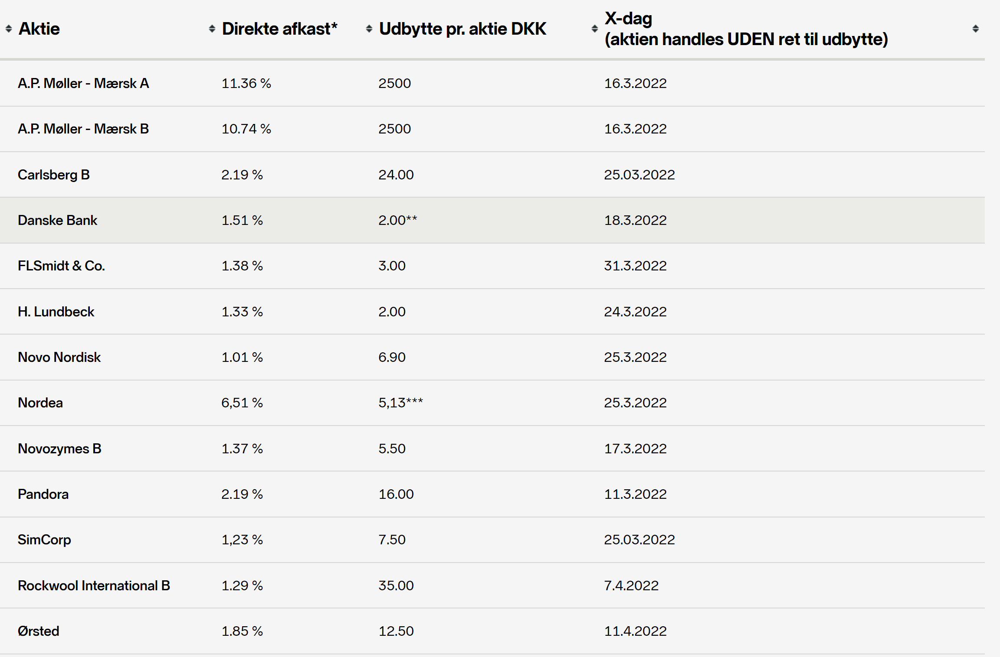 Aktie Direkte afkast* Udbytte pr. aktie DKK X-dag
(aktien handles UDEN ret til udbytte)
A.P. Møller - Mærsk A 11.36 % 2500 16.3.2022
A.P. Møller - Mærsk B 10.74 % 2500 16.3.2022
Carlsberg B 2.19 % 24.00 25.03.2022
Danske Bank 1.51 % 2.00** 18.3.2022
FLSmidt & Co. 1.38 % 3.00 31.3.2022
H. Lundbeck 1.33 % 2.00 24.3.2022
Novo Nordisk 1.01 % 6.90 25.3.2022
Nordea 6,51 % 5,13*** 25.3.2022
Novozymes B 1.37 % 5.50 17.3.2022
Pandora 2.19 % 16.00 11.3.2022
SimCorp 1,23 % 7.50 25.03.2022
Rockwool International B 1.29 % 35.00 7.4.2022
Ørsted 1.85 % 12.50 11.4.2022